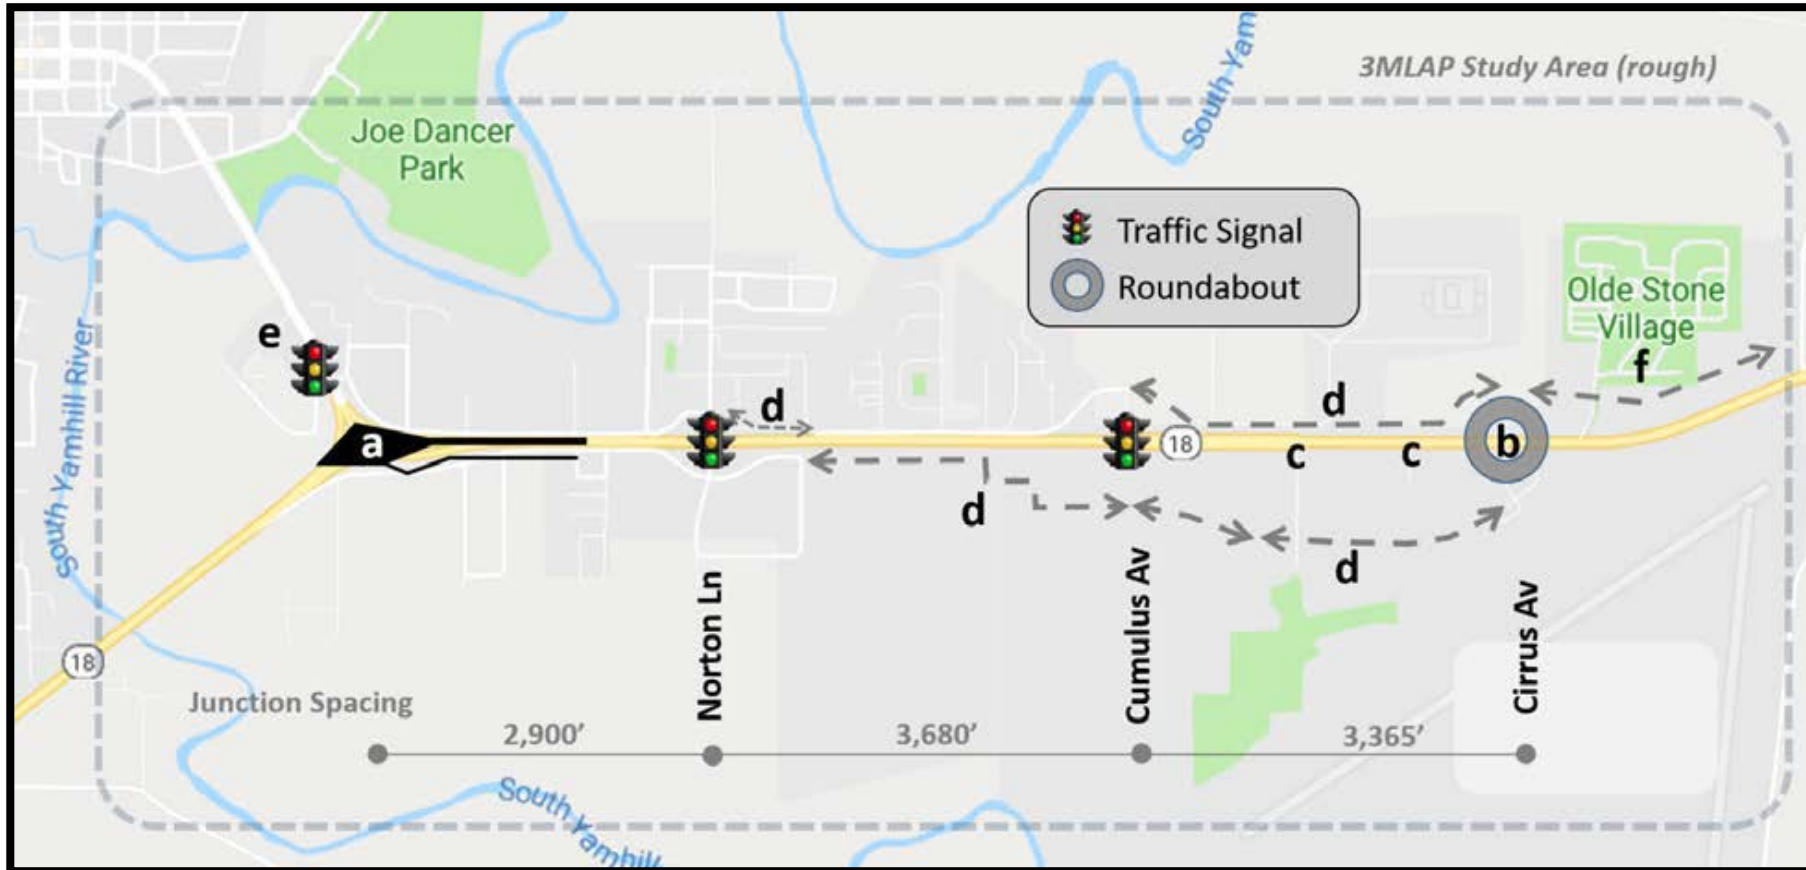 3MLAP Study Area (rough)
South Yam
Joe Dancer
Park
Traffic Signal
Roundabout
Olde Stone
Village
South Yamhill River
e
f
d
d
a
18
c
c
b
d
d
Norton Ln
Cumulus Av
Cirrus Av
18
Junction Spacing
2,900’
3,680’
3,365’
South Yamhill